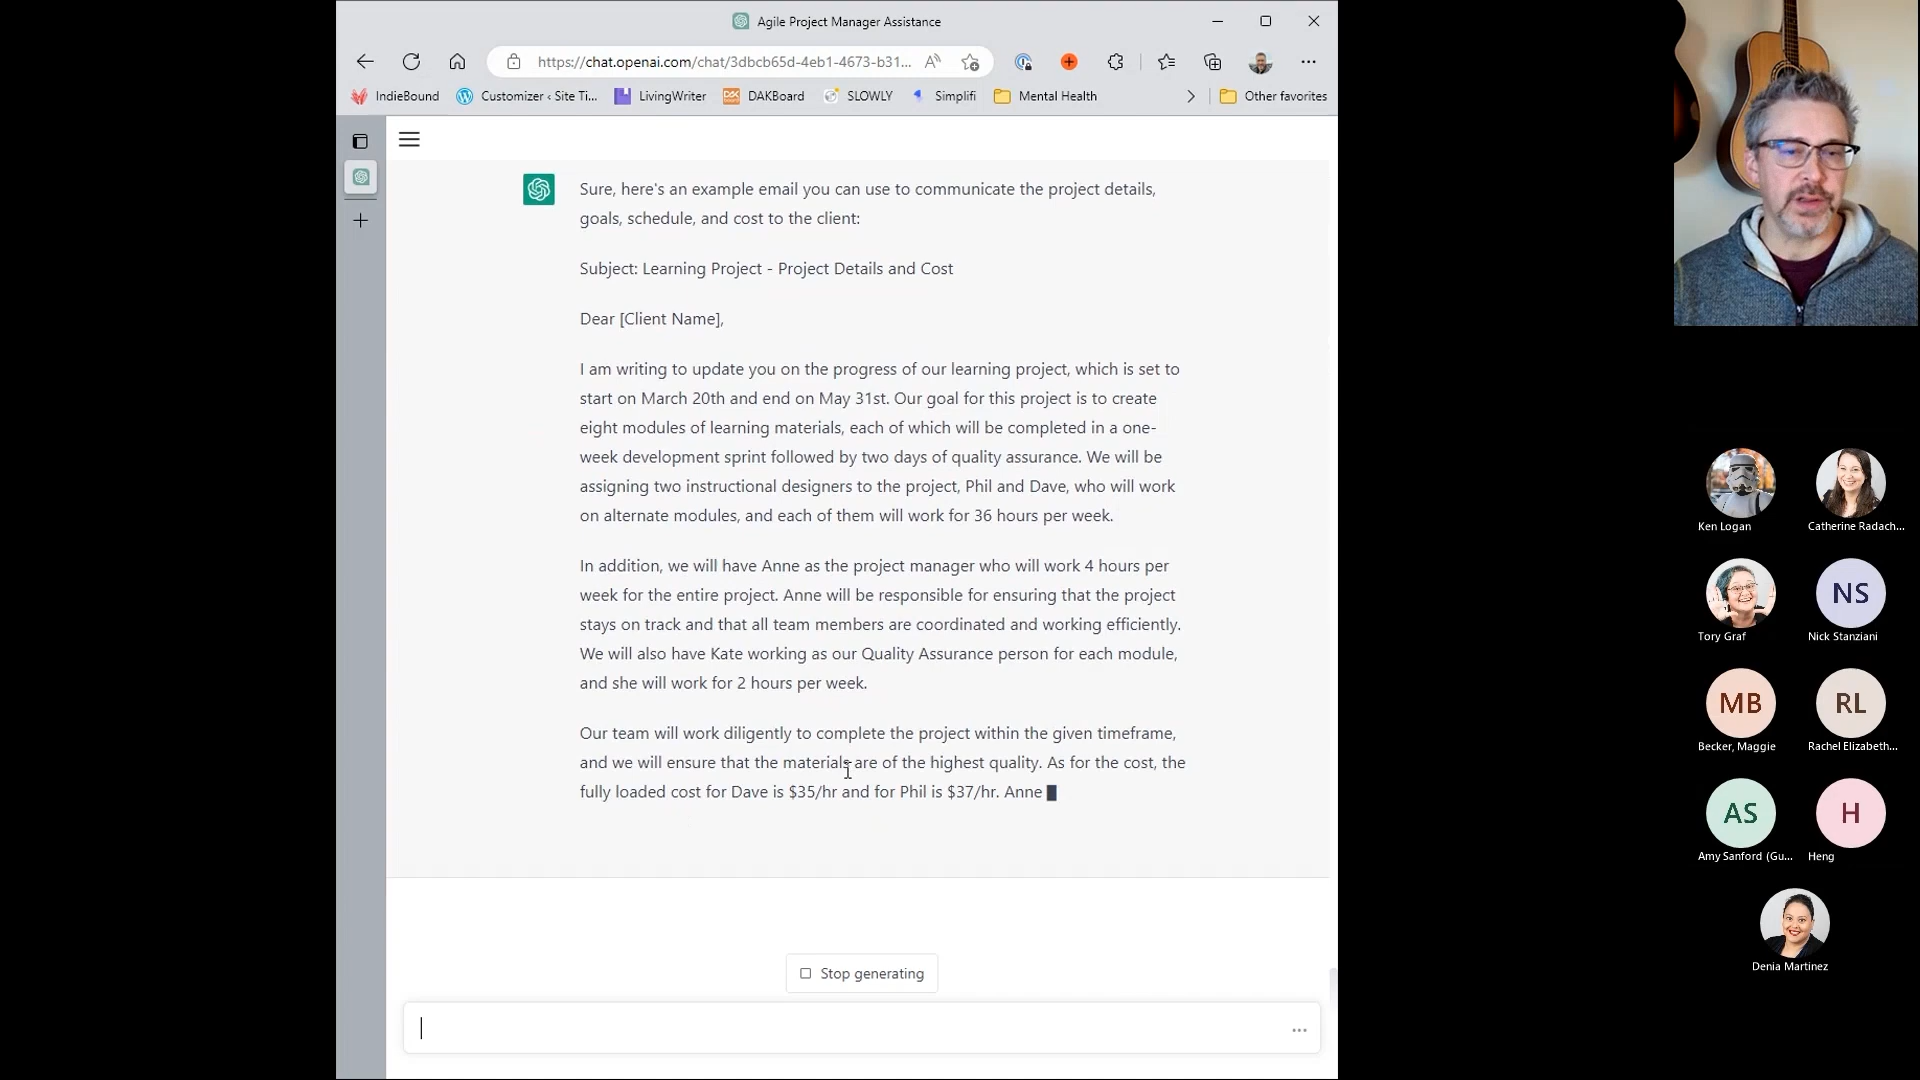 Agile Project Manager Assistance
https://chat.openai.com/chat/3dbcb65d-4eb1-4673-b31...
IndieBound
Customizer ‹ Site Ti...
LivingWriter
DAKBoard
SLOWLY
Simplifi
Mental Health
Other favorites
Sure, here's an example email you can use to communicate the project details,
goals, schedule, and cost to the client:
Subject: Learning Project - Project Details and Cost
Dear [Client Name],
I am writing to update you on the progress of our learning project, which is set to
start on March 20th and end on May 31st. Our goal for this project is to create
eight modules of learning materials, each of which will be completed in a one-
week development sprint followed by two days of quality assurance. We will be
assigning two instructional designers to the project, Phil and Dave, who will work
on alternate modules, and each of them will work for 36 hours per week.
In addition, we will have Anne as the project manager who will work 4 hours per
week for the entire project. Anne will be responsible for ensuring that the project
stays on track and that all team members are coordinated and working efficiently.
We will also have Kate working as our Quality Assurance person for each module,
and she will work for 2 hours per week.
Our team will work diligently to complete the project within the given timeframe,
and we will ensure that the materials are of the highest quality. As for the cost, the
fully loaded cost for Dave is $35/hr and for Phil is $37/hr. Anne
Stop generating
Ken Logan
Catherine Radach...
Tory Graf
NS
Nick Stanziani
MB
Becker, Maggie
RL
Rachel Elizabeth...
AS
Amy Sanford (Gu...
H
Heng
Denia Martinez